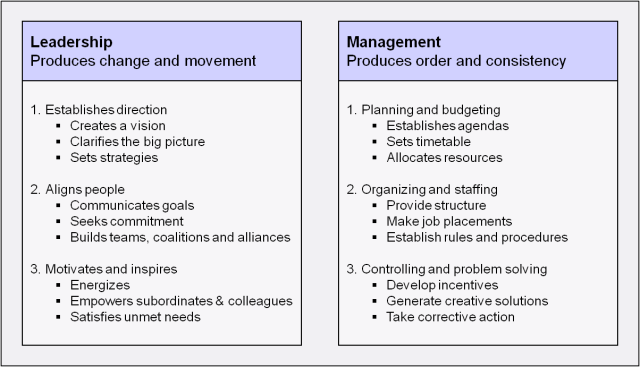 Leadership
Produces change and movement
1. Establishes direction
▪ Creates a vision
▪ Clarifies the big picture
▪ Sets strategies
2. Aligns people
▪ Communicates goals
▪ Seeks commitment
▪ Builds teams, coalitions and alliances
3. Motivates and inspires
▪ Energizes
▪ Empowers subordinates & colleagues
▪ Satisfies unmet needs
Management
Produces order and consistency
1. Planning and budgeting
▪ Establishes agendas
▪ Sets timetable
▪ Allocates resources
2. Organizing and staffing
▪ Provide structure
▪ Make job placements
▪ Establish rules and procedures
3. Controlling and problem solving
▪ Develop incentives
▪ Generate creative solutions
▪ Take corrective action